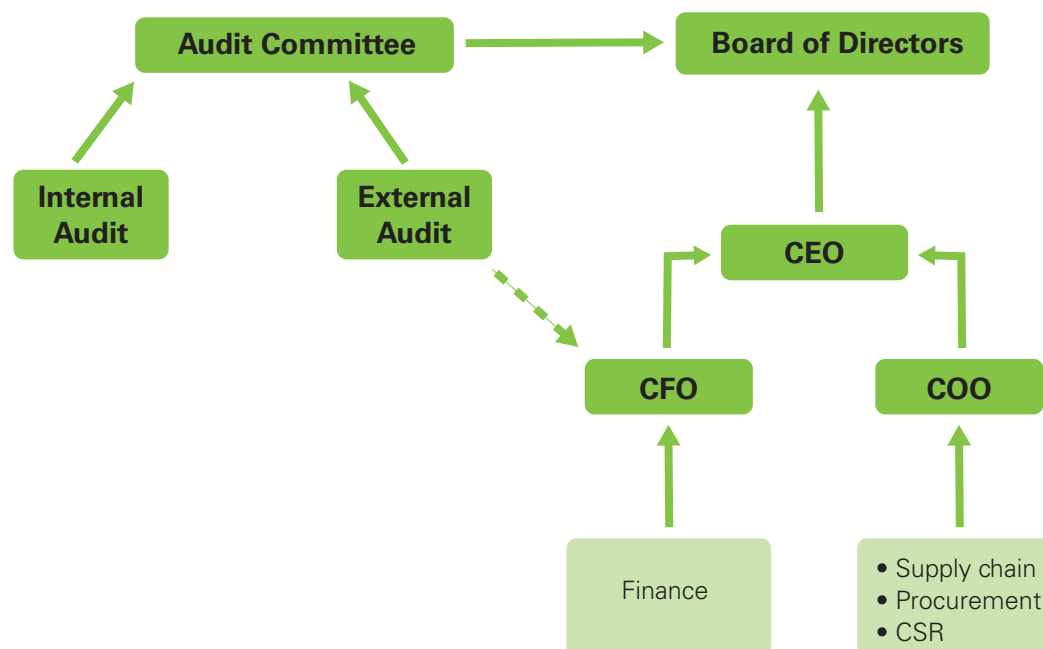 Audit Committee
Board of Directors
Internal
Audit
External
Audit
CEO
CFO
COO
Finance
• Supply chain
• Procurement
• CSR